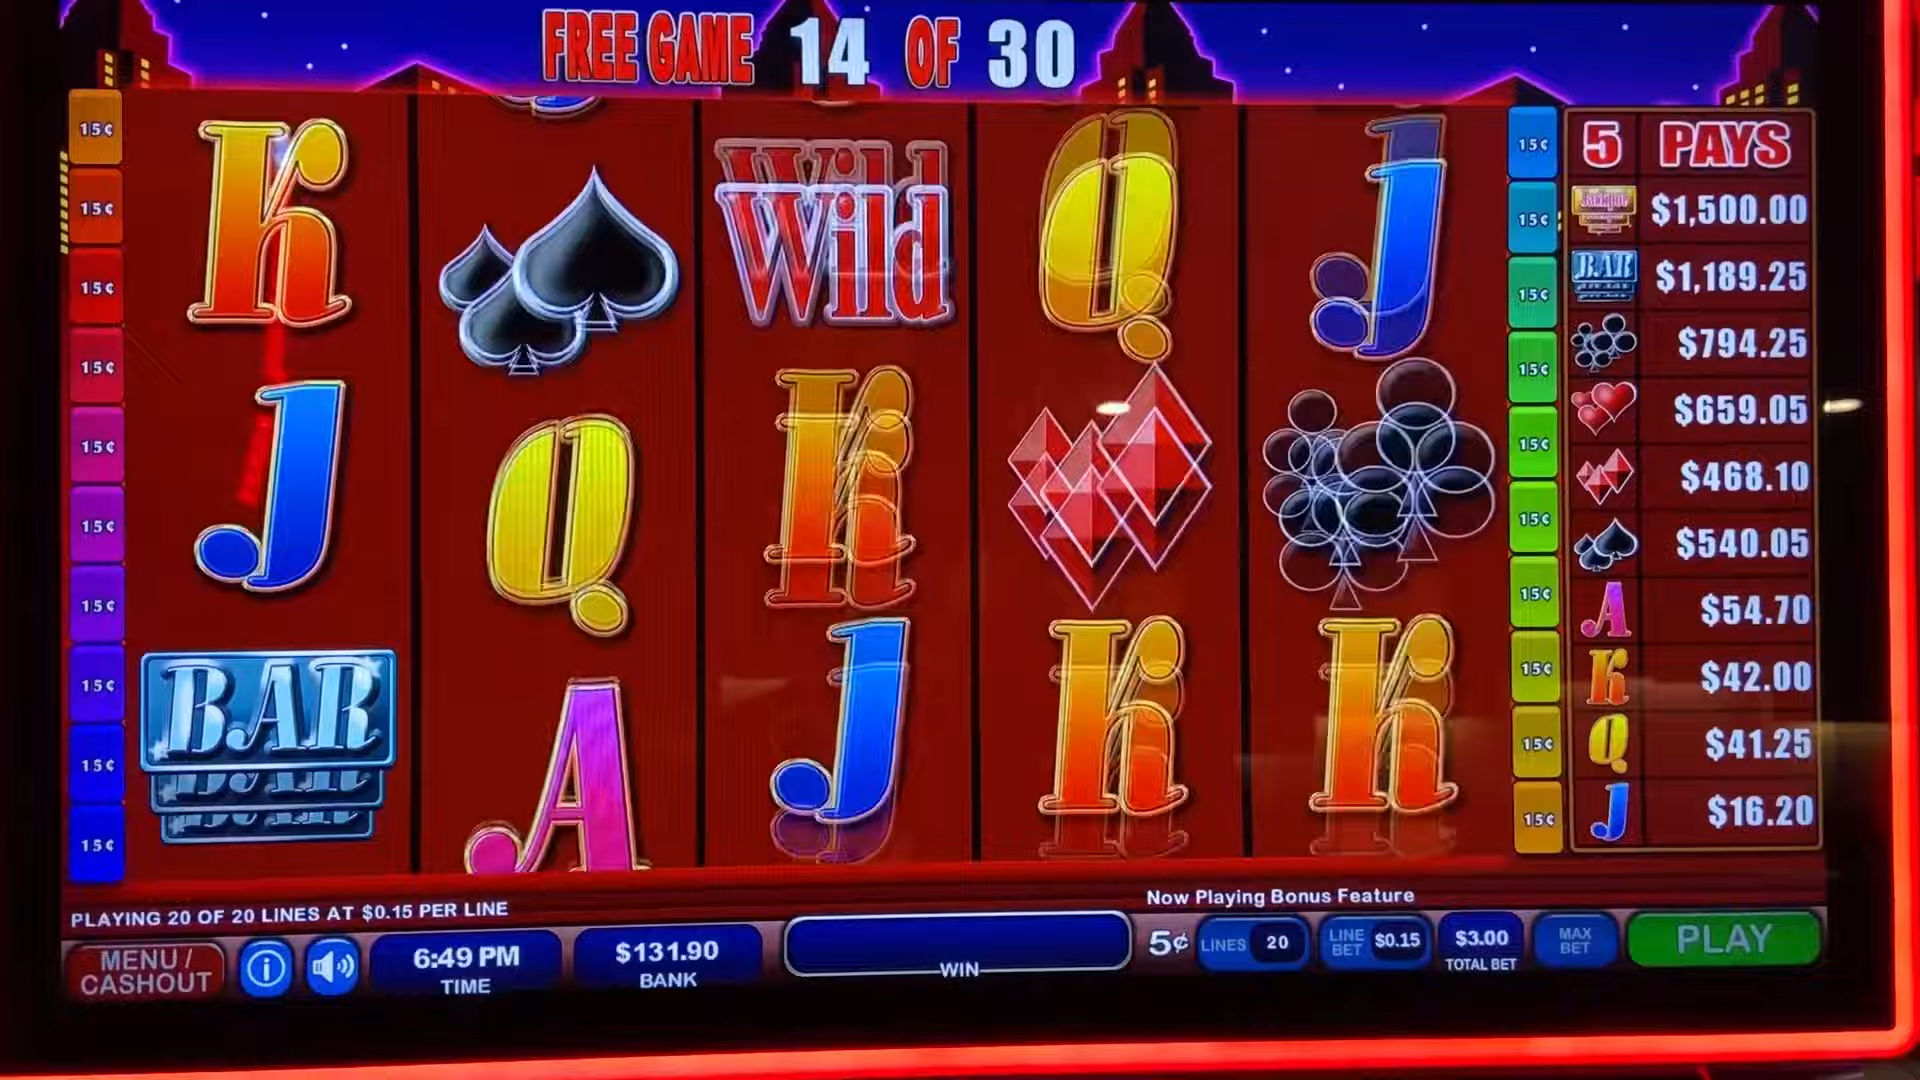 FREE GAME 14 OF 30
15¢
15¢
15¢
15¢
15¢
15¢
15¢
15¢
15¢
15¢
K
Wild
Q
J
J
Q
K
BAR
BAR
BAR
A
J
K
K
15¢
15¢
15¢
15¢
15¢
15¢
15¢
15¢
15¢
15¢
5 PAYS
Jackpot $1,500.00
BAR $1,189.25
$794.25
$659.05
$468.10
$540.05
A $54.70
K $42.00
Q $41.25
J $16.20
PLAYING 20 OF 20 LINES AT $0.15 PER LINE
Now Playing Bonus Feature
MENU /
CASHOUT
i
6:49 PM
TIME
$131.90
BANK
WIN
5¢
LINES 20
LINE
BET $0.15
$3.00
TOTAL BET
MAX
BET
PLAY